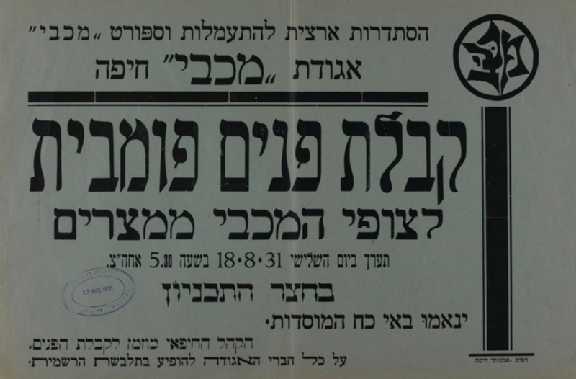 הסתדרות ארצית להתעמלות וספורט „מכבי"
אגודת „מכבי" חיפה
קבלת פנים פומבית
לצופי המכבי ממצרים
תערך ביום השלישי 18·8·31 בשעה 5.00 אחה"צ.
בחצר התכניון
ינאמו באי כח המוסדות.
הקהל החיפאי מוזמן לקבלת הפנים.
על כל חברי האגודה להופיע בתלבשת הרשמית.